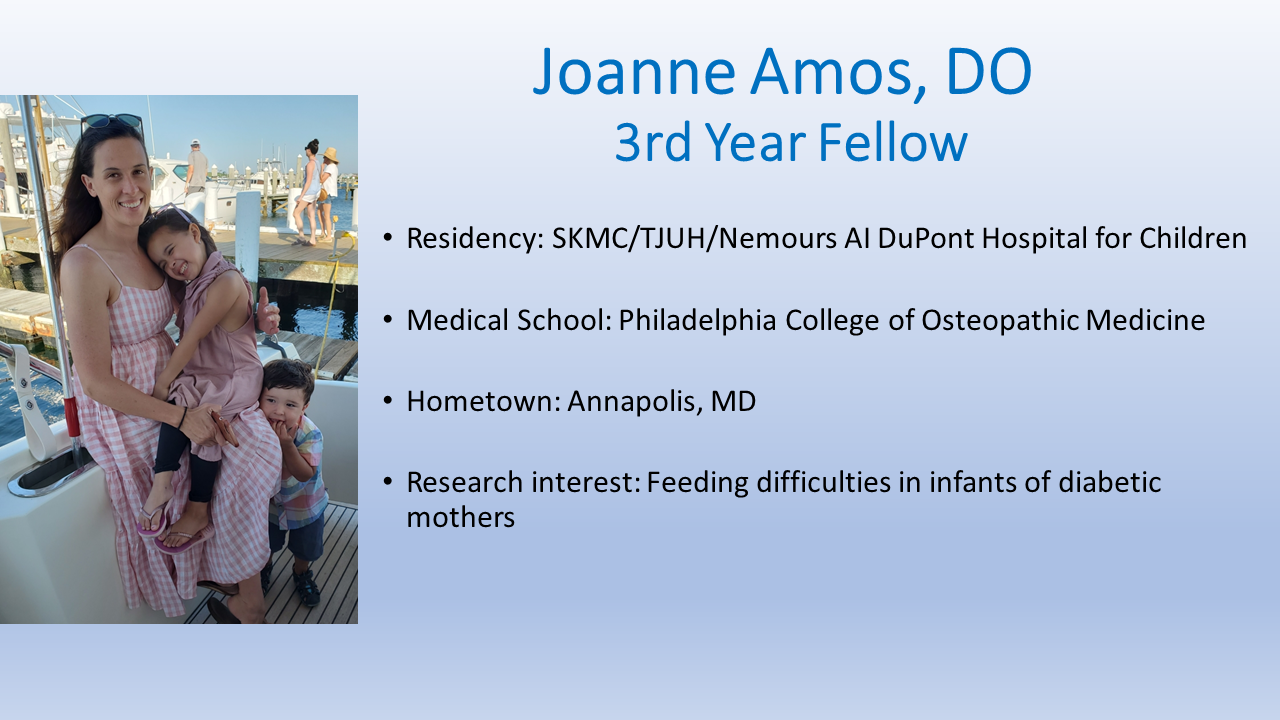 Joanne Amos, DO
3rd Year Fellow
• Residency: SKMC/TJUH/Nemours AI DuPont Hospital for Children
• Medical School: Philadelphia College of Osteopathic Medicine
• Hometown: Annapolis, MD
• Research interest: Feeding difficulties in infants of diabetic
mothers